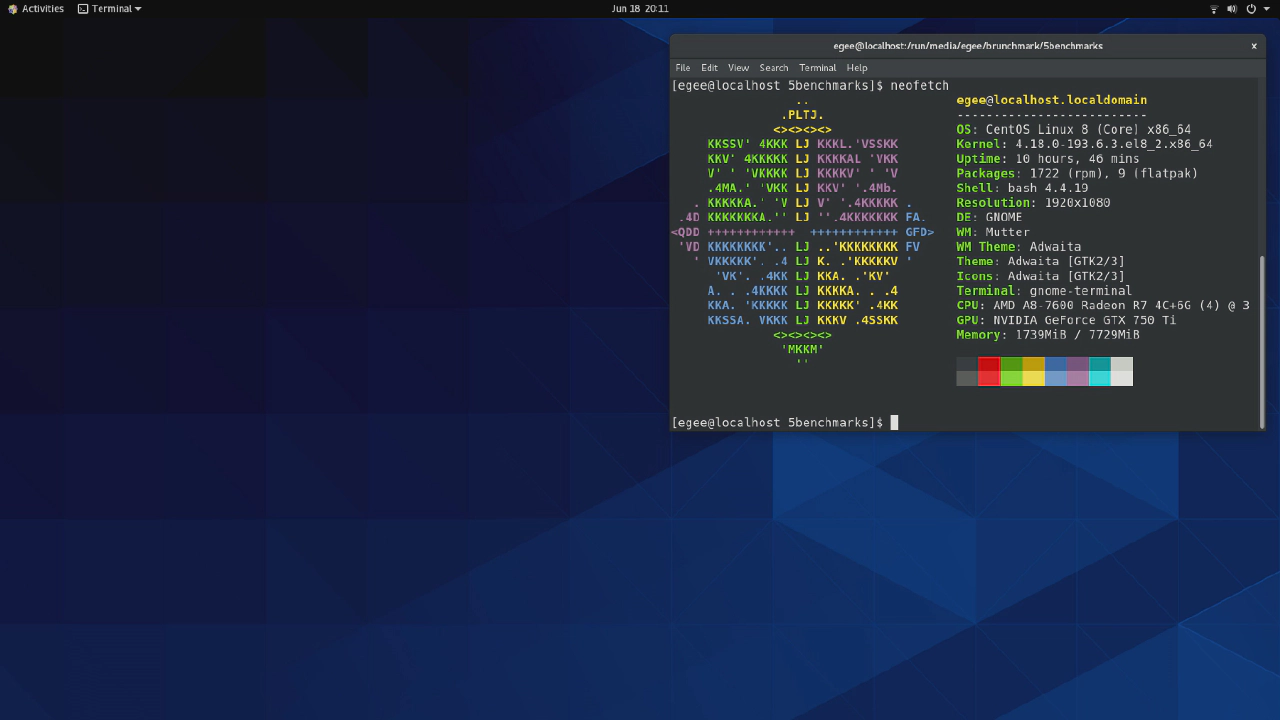 Activities Terminal Jun 18 20:11
egee@localhost:/run/media/egee/brunchmark/5benchmarks x
File Edit View Search Terminal Help
[egee@localhost 5benchmarks]$ neofetch
..
.PLTJ.
<><><><>
KKSSV' 4KKK LJ KKKL.'VSSKK
KKV' 4KKKKK LJ KKKKAL 'VKK
V' ' 'VKKKK LJ KKKKV' ' 'V
.4MA.' 'VKK LJ KKV' '.4Mb.
. KKKKKA.' 'V LJ V' '.4KKKKK .
.4D KKKKKKKA.'' LJ ''.4KKKKKKK FA.
<QDD ++++++++++++ ++++++++++++ GFD>
'VD KKKKKKKK'.. LJ ..'KKKKKKKK FV
' VKKKKK'. .4 LJ K. .'KKKKKV '
'VK'. .4KK LJ KKA. .'KV'
A. . .4KKKK LJ KKKKA. . .4
KKA. 'KKKKK LJ KKKKK' .4KK
KKSSA. VKKK LJ KKKV .4SSKK
<><><><>
'MKKM'
''
egee@localhost.localdomain
--------------------------
OS: CentOS Linux 8 (Core) x86_64
Kernel: 4.18.0-193.6.3.el8_2.x86_64
Uptime: 10 hours, 46 mins
Packages: 1722 (rpm), 9 (flatpak)
Shell: bash 4.4.19
Resolution: 1920x1080
DE: GNOME
WM: Mutter
WM Theme: Adwaita
Theme: Adwaita [GTK2/3]
Icons: Adwaita [GTK2/3]
Terminal: gnome-terminal
CPU: AMD A8-7600 Radeon R7 4C+6G (4) @ 3
GPU: NVIDIA GeForce GTX 750 Ti
Memory: 1739MiB / 7729MiB
[egee@localhost 5benchmarks]$